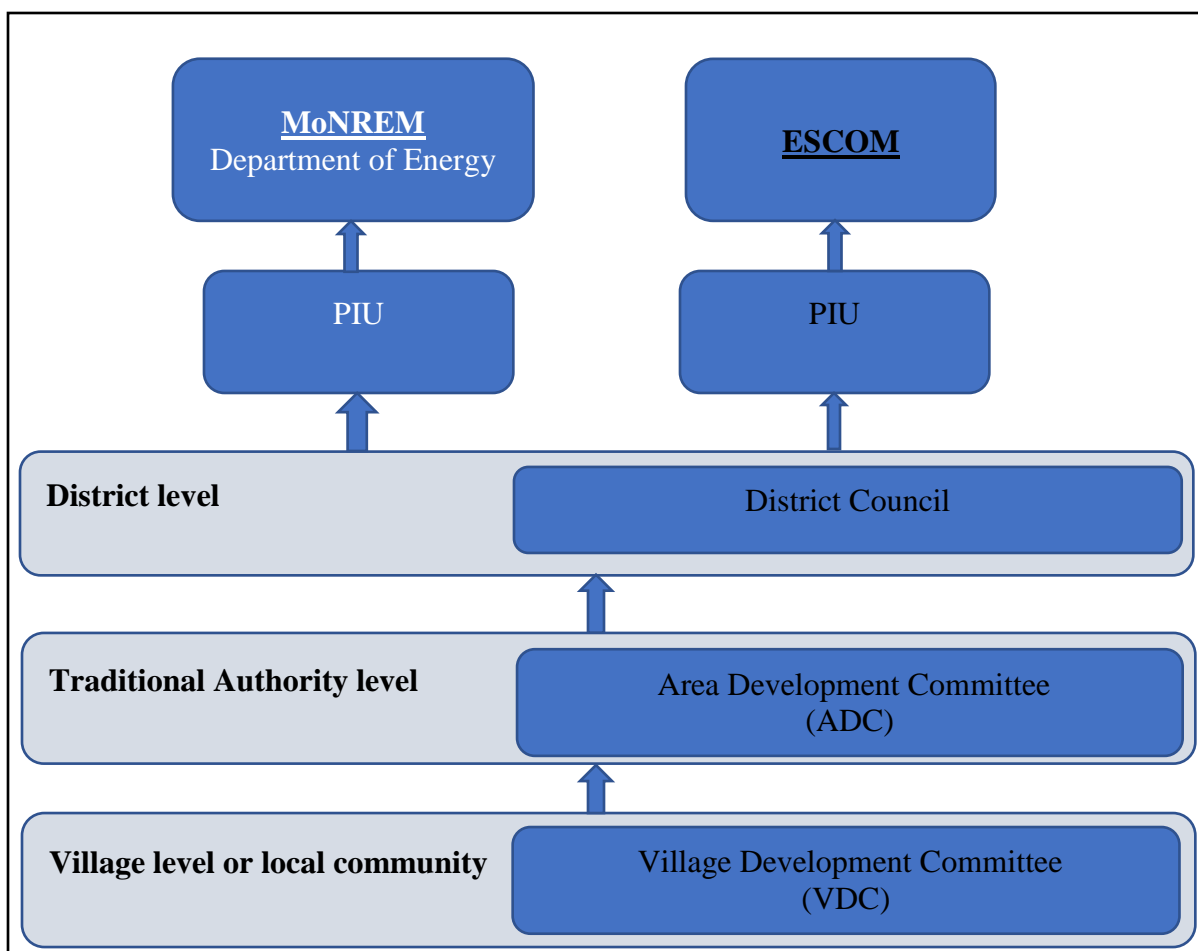 MoNREM
Department of Energy
ESCOM
PIU
PIU
District level
District Council
Traditional Authority level
Area Development Committee
(ADC)
Village level or local community
Village Development Committee
(VDC)